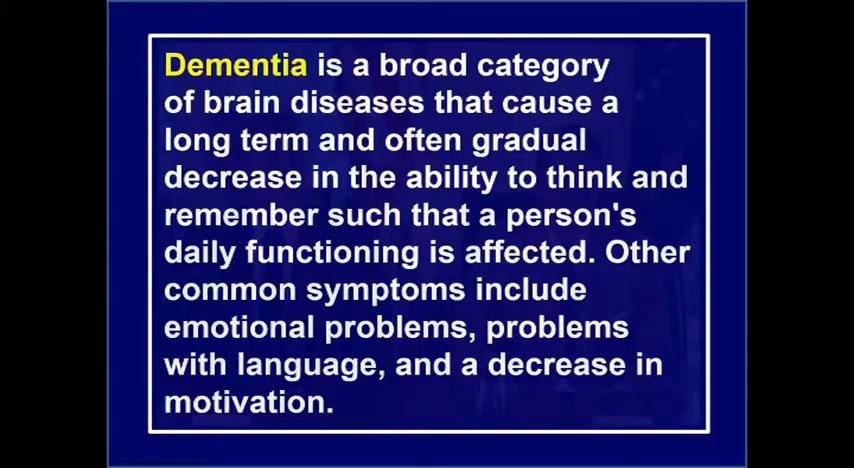 Dementia is a broad category
of brain diseases that cause a
long term and often gradual
decrease in the ability to think and
remember such that a person's
daily functioning is affected. Other
common symptoms include
emotional problems, problems
with language, and a decrease in
motivation.